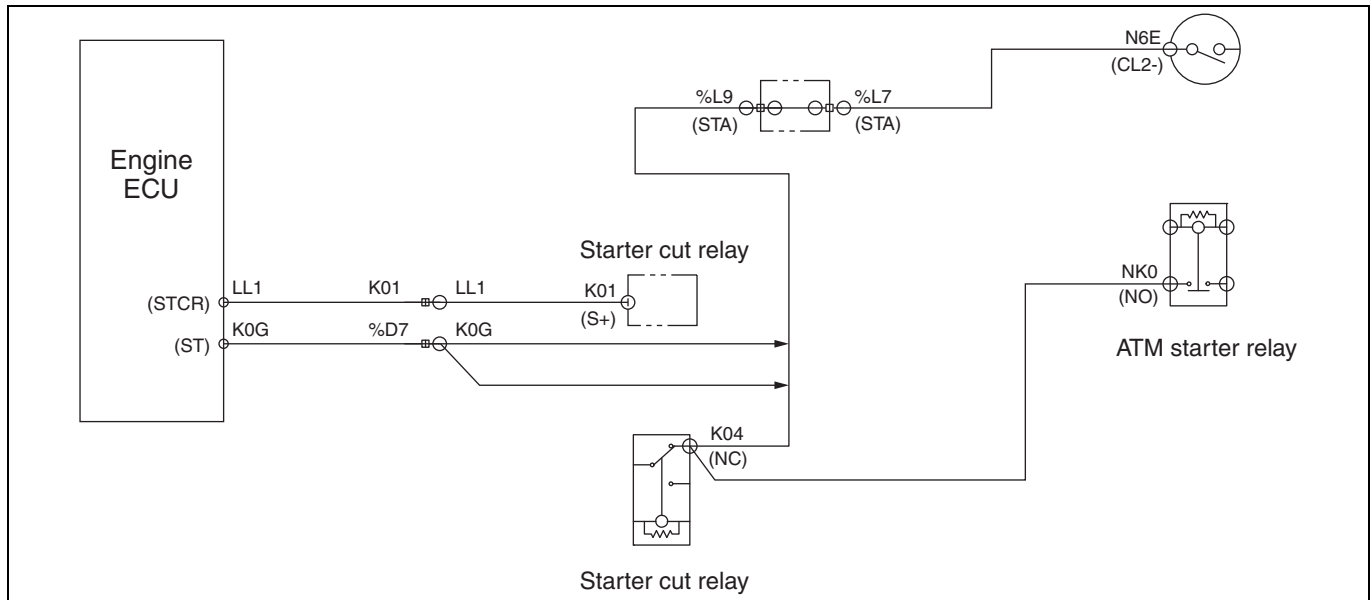 N6E
(CL2-)
%L9
%L7
(STA)
(STA)
Engine
ECU
Starter cut relay
LL1
K01
LL1
K01
(STCR)
(S+)
K0G
%D7
K0G
(ST)
NK0
(NO)
ATM starter relay
K04
(NC)
Starter cut relay